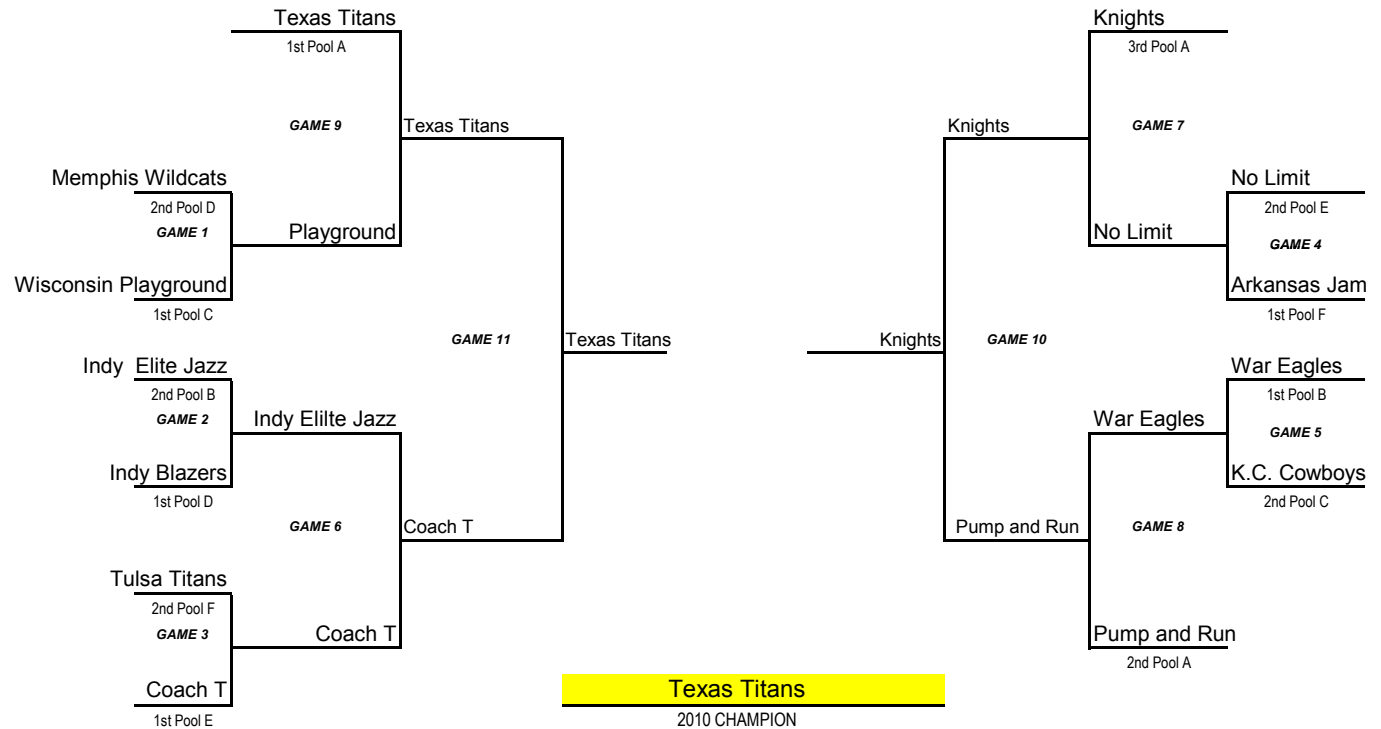 Texas Titans
1st Pool A
GAME 9
Texas Titans
Memphis Wildcats
2nd Pool D
GAME 1
Playground
Wisconsin Playground
1st Pool C
GAME 11
Texas Titans
Indy  Elite Jazz
2nd Pool B
GAME 2
Indy Elilte Jazz
Indy Blazers
1st Pool D
GAME 6
Coach T
Tulsa Titans
2nd Pool F
GAME 3
Coach T
Coach T
1st Pool E
Knights
3rd Pool A
Knights
GAME 7
No Limit
2nd Pool E
No Limit
GAME 4
Arkansas Jam
1st Pool F
Knights
GAME 10
War Eagles
1st Pool B
War Eagles
GAME 5
K.C. Cowboys
2nd Pool C
Pump and Run
GAME 8
Pump and Run
2nd Pool A
Texas Titans
2010 CHAMPION